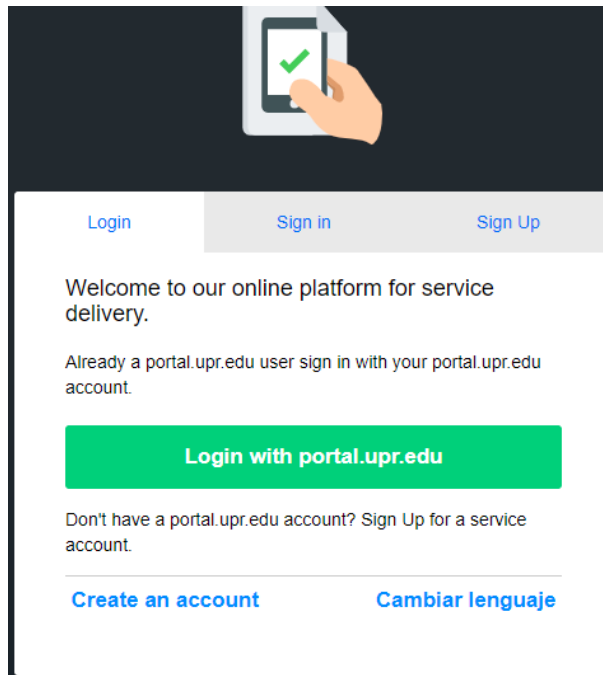 Login Sign in Sign Up
Welcome to our online platform for service
delivery.
Already a portal.upr.edu user sign in with your portal.upr.edu
account.
Login with portal.upr.edu
Don't have a portal.upr.edu account? Sign Up for a service
account.
Create an account Cambiar lenguaje